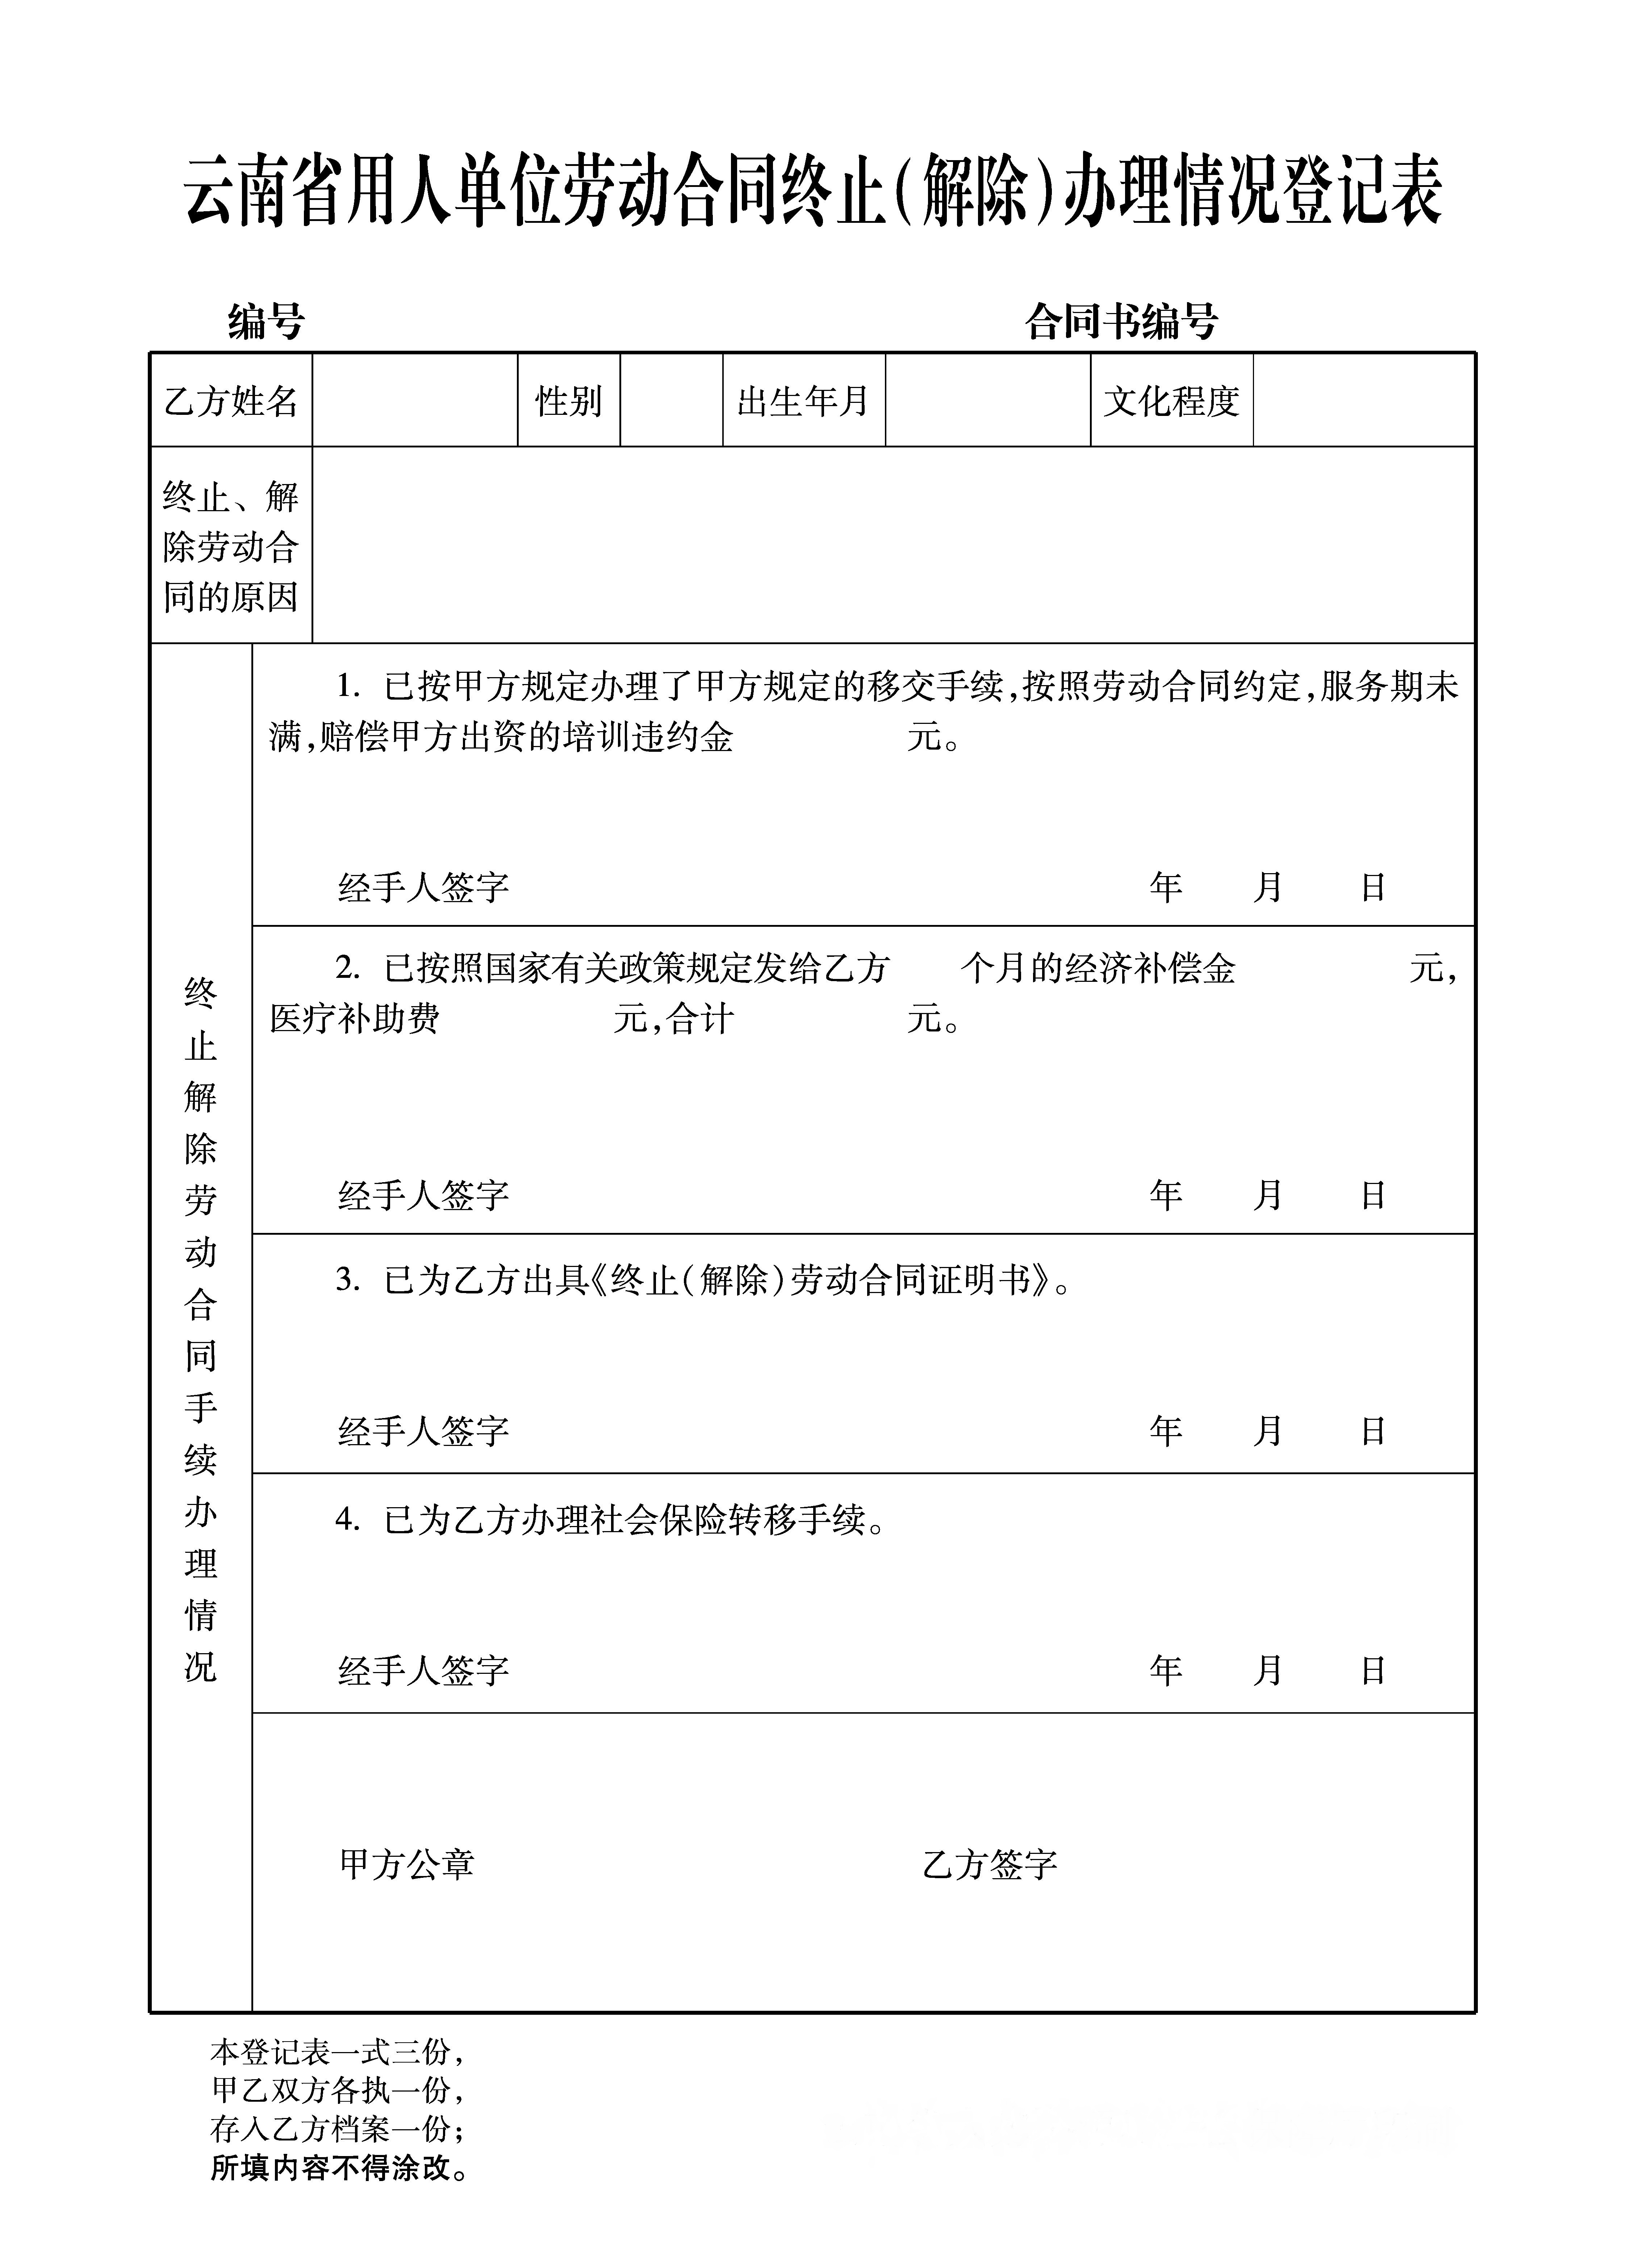 云南省用人单位劳动合同终止(解除)办理情况登记表
编号 合同书编号
乙方姓名 性别 出生年月 文化程度
终止、解
除劳动合
同的原因
终止解除劳动合同手续办理情况
1. 已按甲方规定办理了甲方规定的移交手续,按照劳动合同约定,服务期未
满,赔偿甲方出资的培训违约金 元。
经手人签字 年 月 日
2. 已按照国家有关政策规定发给乙方 个月的经济补偿金 元,
医疗补助费 元,合计 元。
经手人签字 年 月 日
3. 已为乙方出具《终止(解除)劳动合同证明书》。
经手人签字 年 月 日
4. 已为乙方办理社会保险转移手续。
经手人签字 年 月 日
甲方公章 乙方签字
本登记表一式三份,
甲乙双方各执一份,
存入乙方档案一份;
所填内容不得涂改。